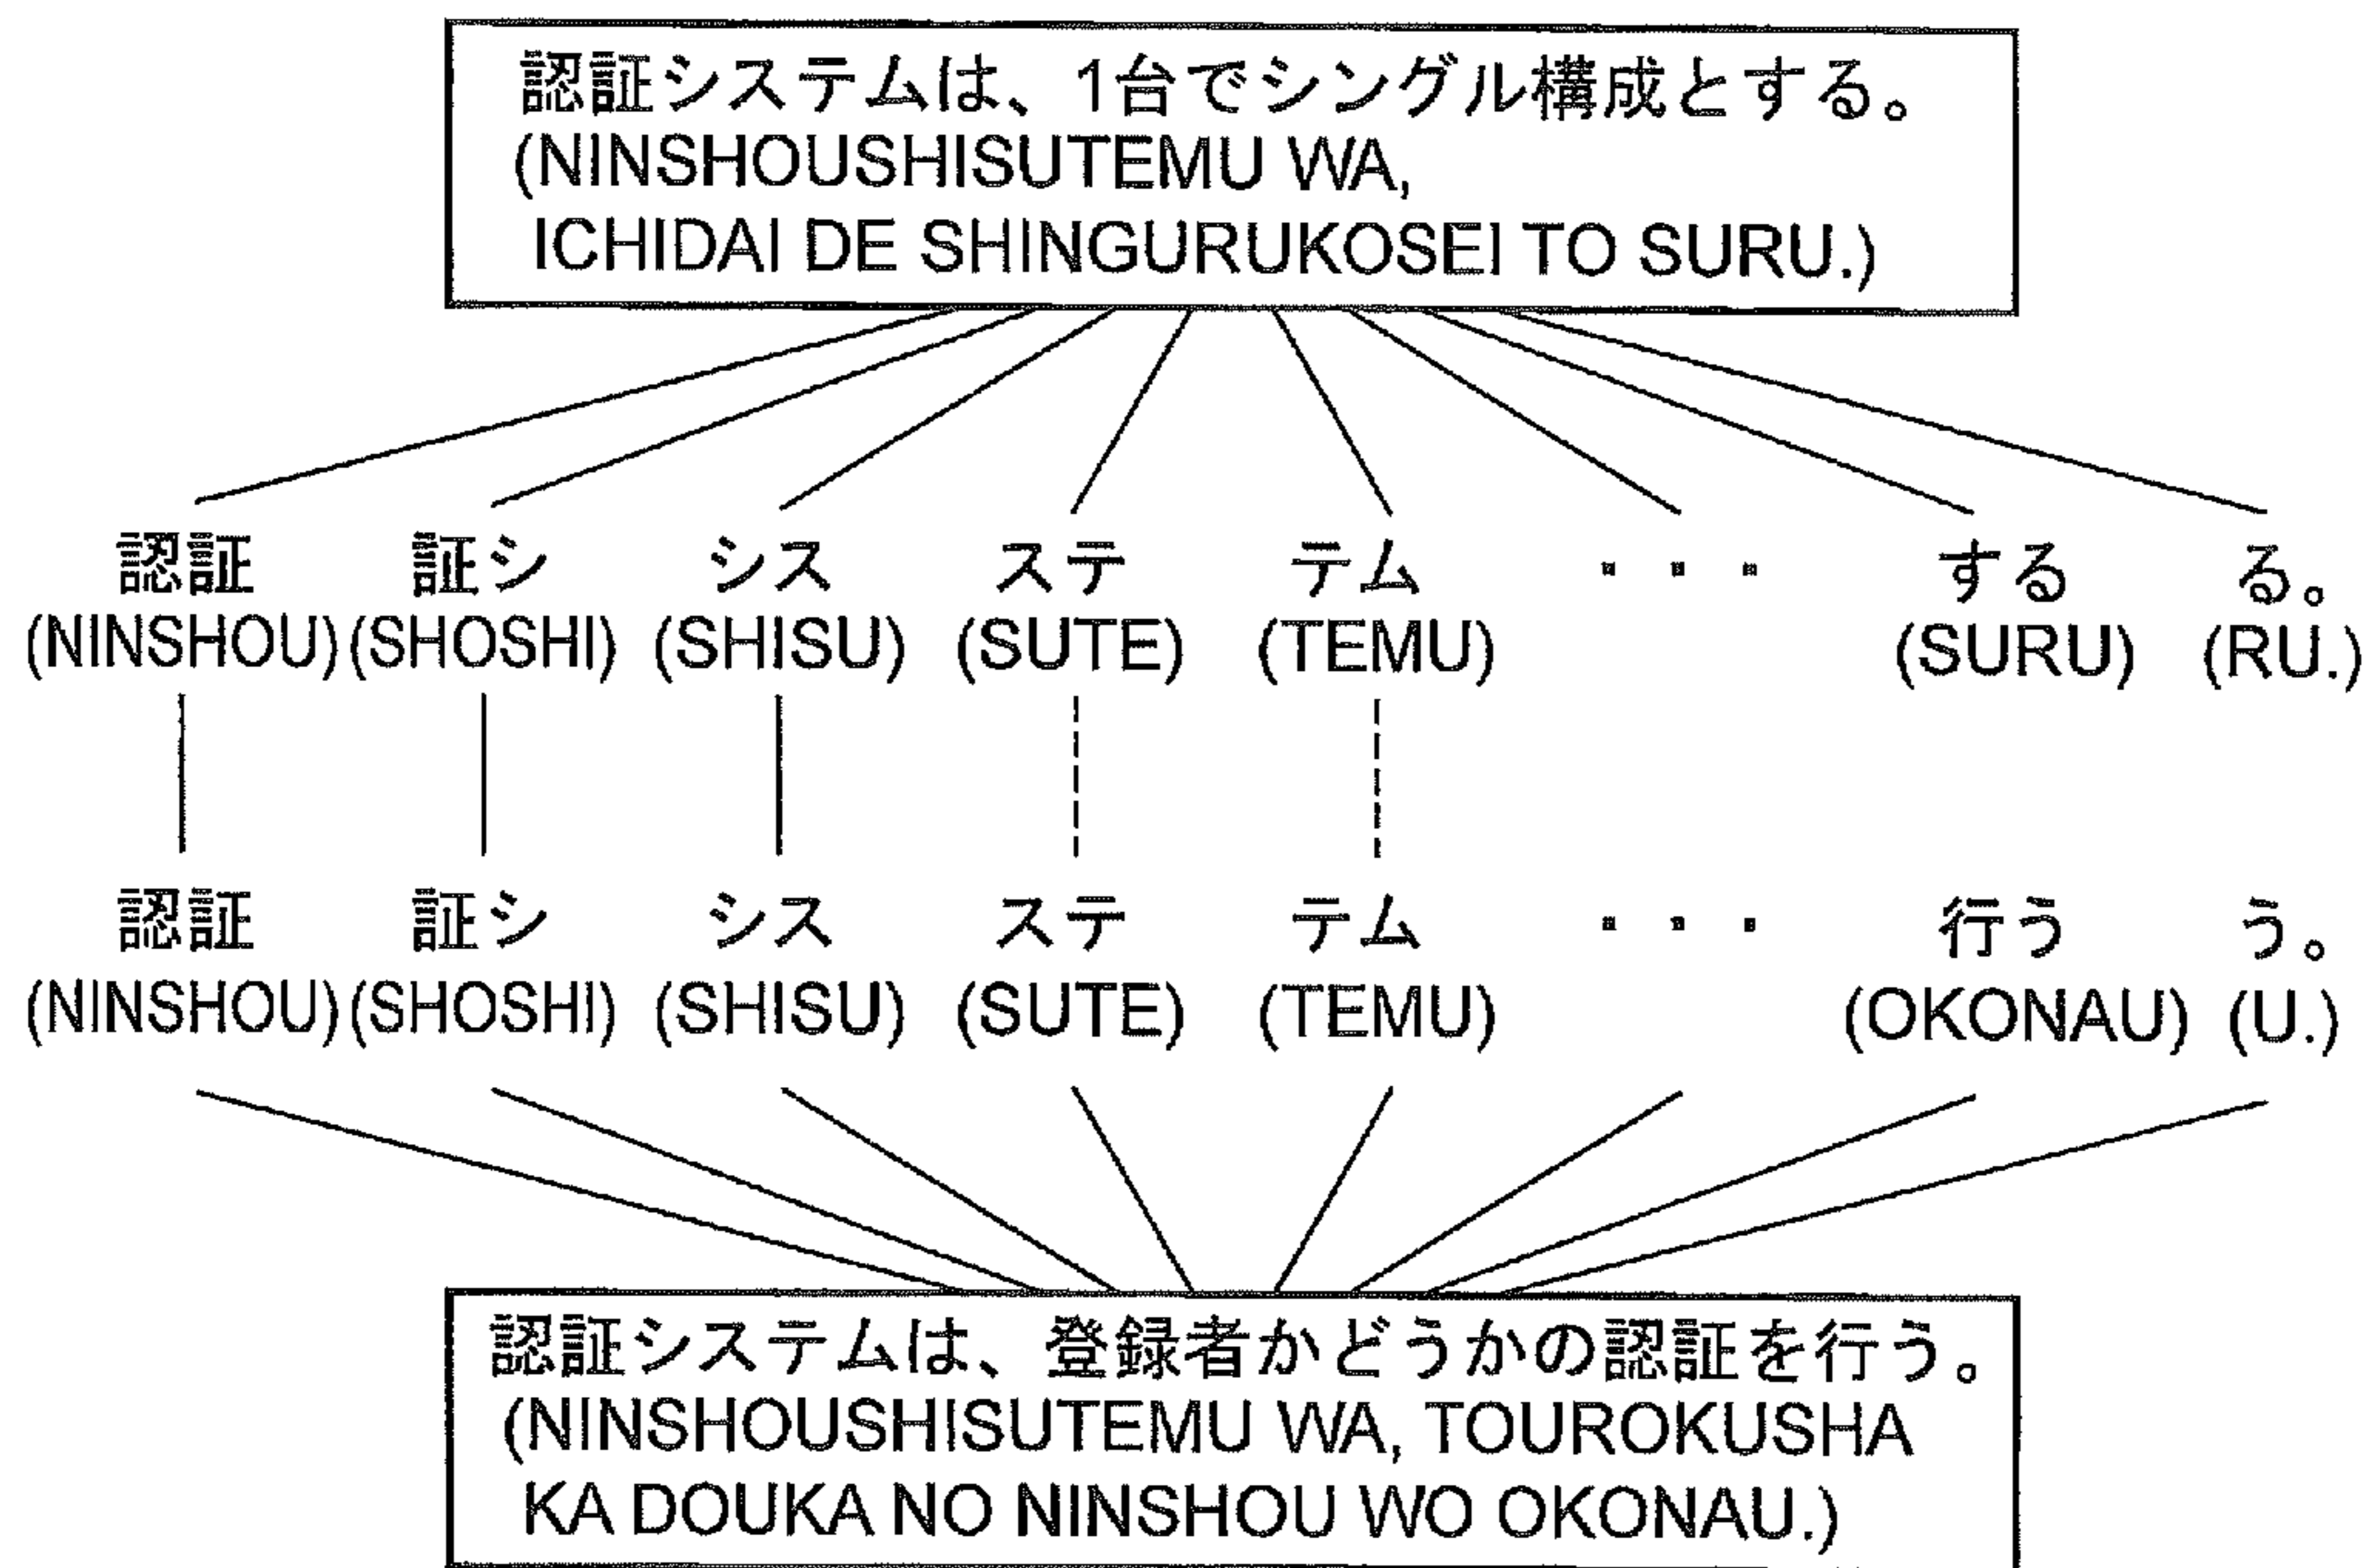 認証システムは、1台でシングル構成とする。
(NINSHOUSHISUTEMU WA,
ICHIDAI DE SHINGURUKOSEI TO SURU.)
認証 証シ シス ステ テム ・・・ する る。
(NINSHOU) (SHOSHI) (SHISU) (SUTE) (TEMU) (SURU) (RU.)
認証 証シ シス ステ テム ・・・ 行う う。
(NINSHOU) (SHOSHI) (SHISU) (SUTE) (TEMU) (OKONAU) (U.)
認証システムは、登録者かどうかの認証を行う。
(NINSHOUSHISUTEMU WA, TOUROKUSHA
KA DOUKA NO NINSHOU WO OKONAU.)